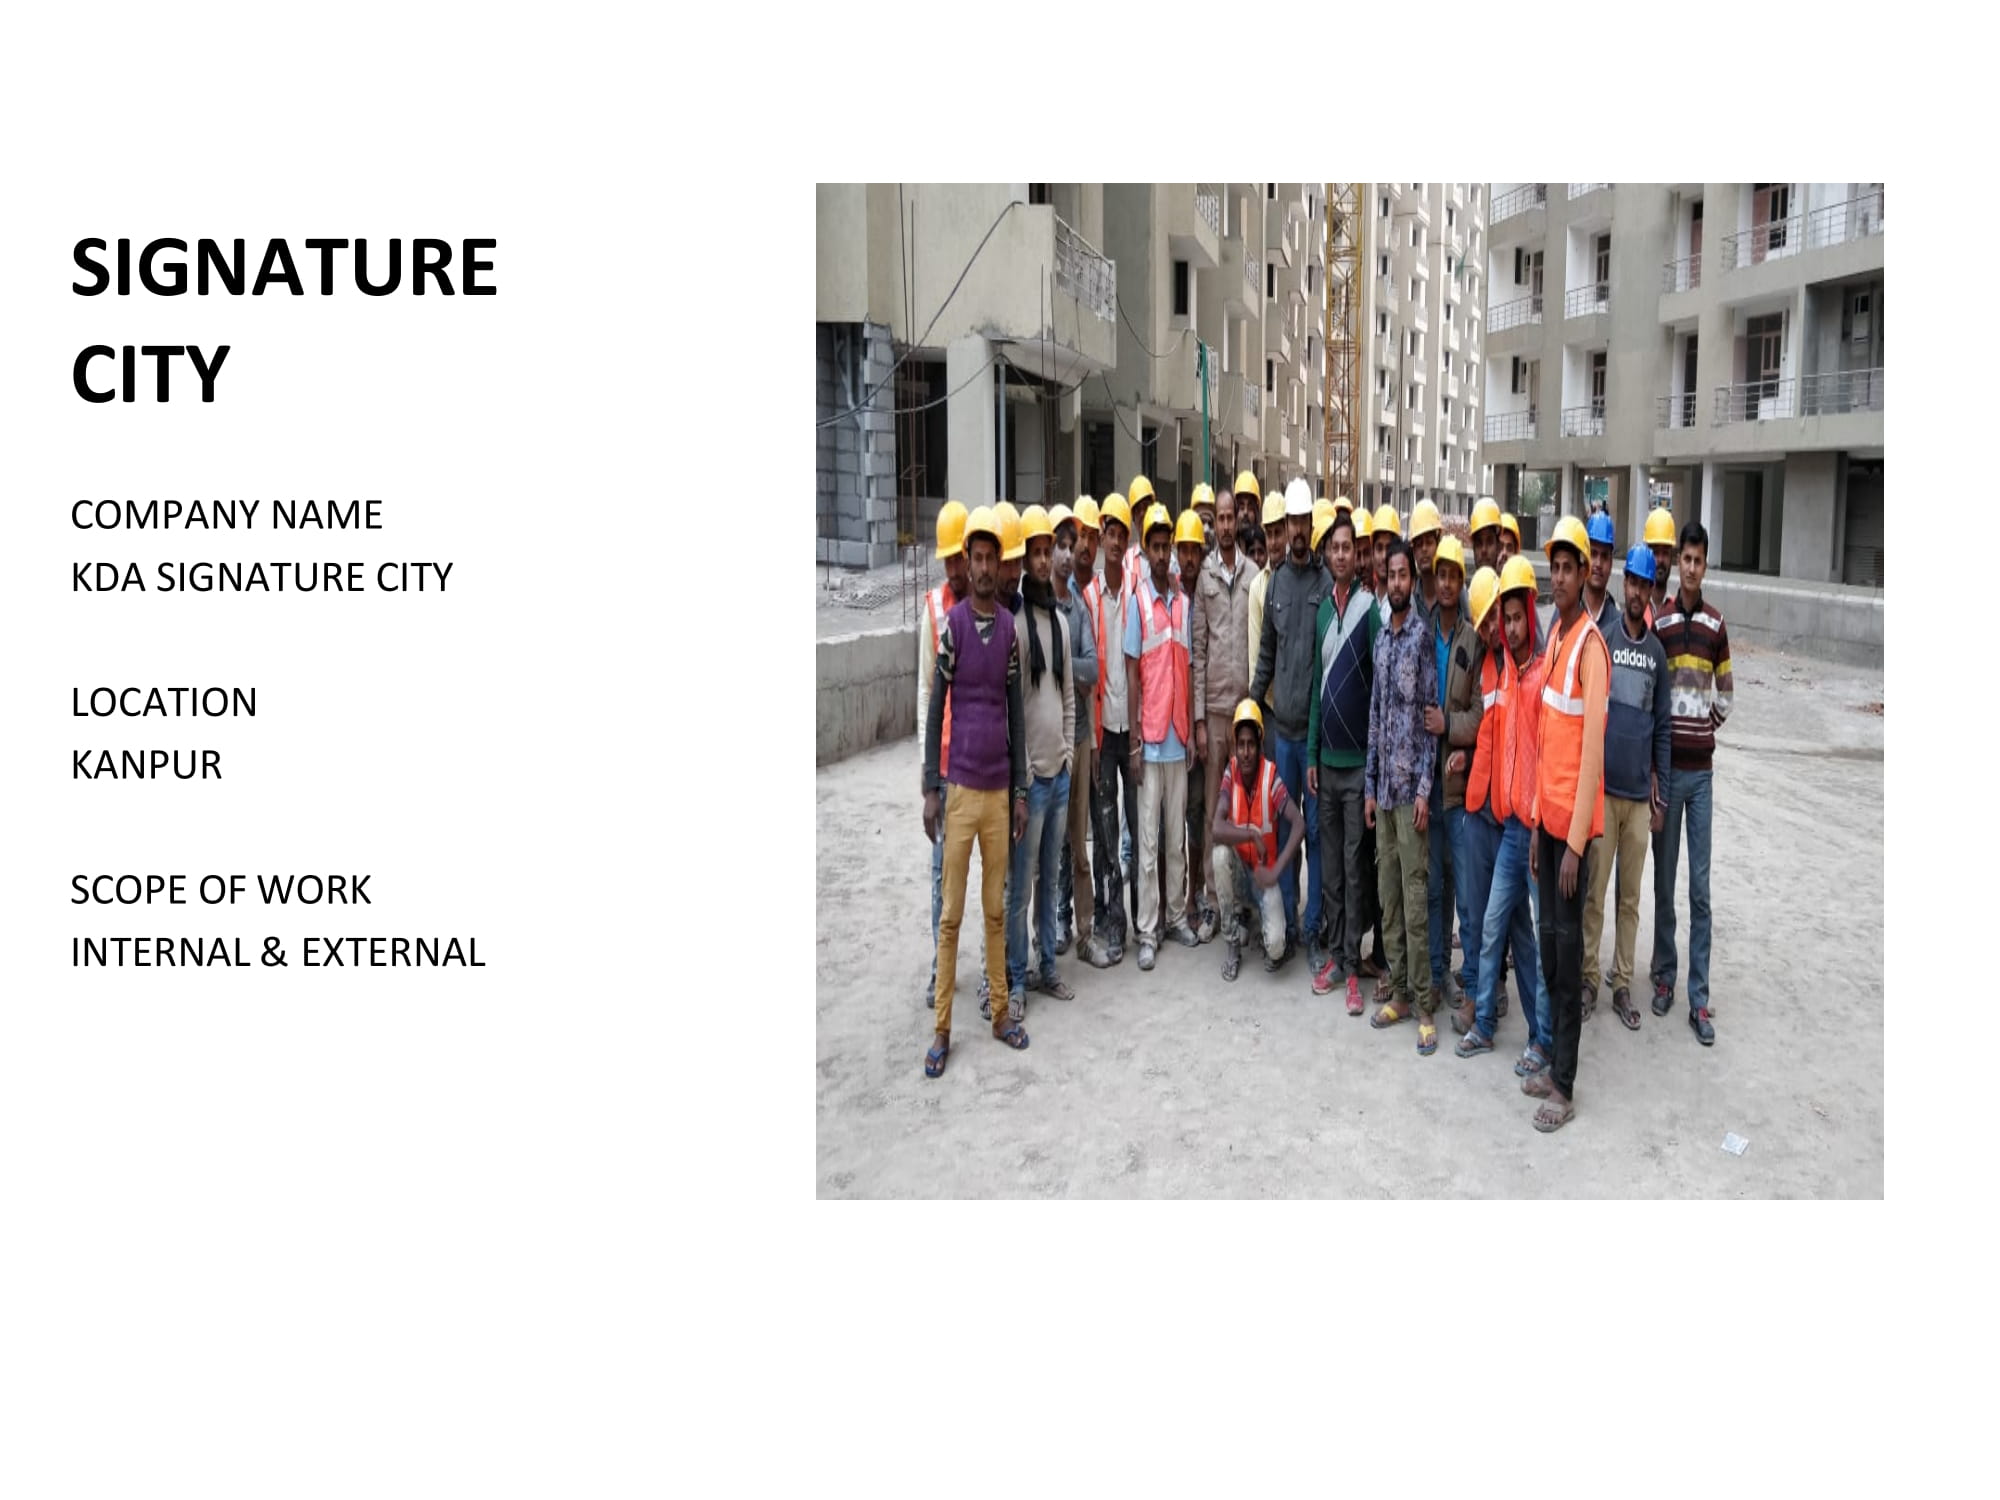 SIGNATURE
CITY
COMPANY NAME
KDA SIGNATURE CITY
LOCATION
KANPUR
SCOPE OF WORK
INTERNAL & EXTERNAL
adidas